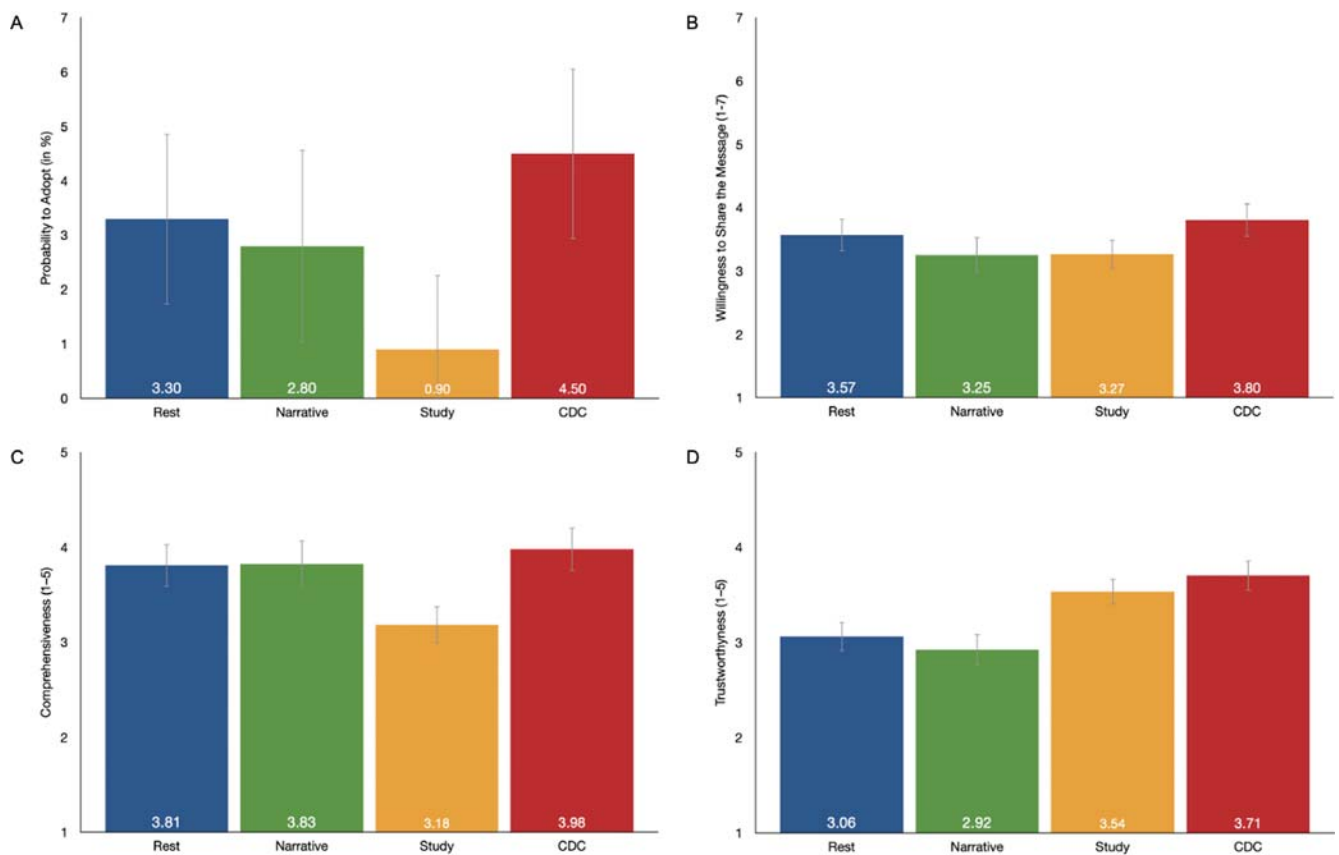 A
Probability to Adopt (in %)
7
6
5
4
3
2
1
0
3.30
2.80
0.90
4.50
Rest
Narrative
Study
CDC
B
Willingness to Share the Message (1-7)
7
6
5
4
3
2
1
3.57
3.25
3.27
3.80
Rest
Narrative
Study
CDC
C
Comprehensiveness (1–5)
5
4
3
2
1
3.81
3.83
3.18
3.98
Rest
Narrative
Study
CDC
D
Trustworthyness (1–5)
5
4
3
2
1
3.06
2.92
3.54
3.71
Rest
Narrative
Study
CDC